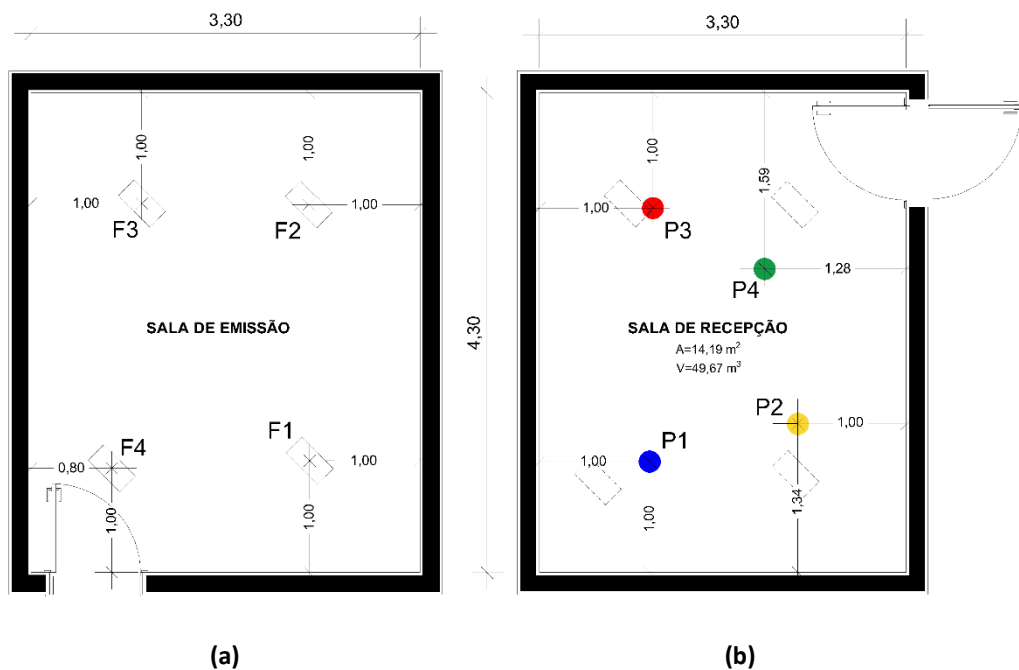 3,30
1,00
1,00
1,00
1,00
F3
F2
SALA DE EMISSÃO
F4
F1
0,80
1,00
1,00
1,00
(a)
3,30
4,30
1,00
1,59
1,00
P3
P4
1,28
SALA DE RECEPÇÃO
A=14,19 m²
V=49,67 m³
P2
1,00
P1
1,00
1,00
1,34
(b)